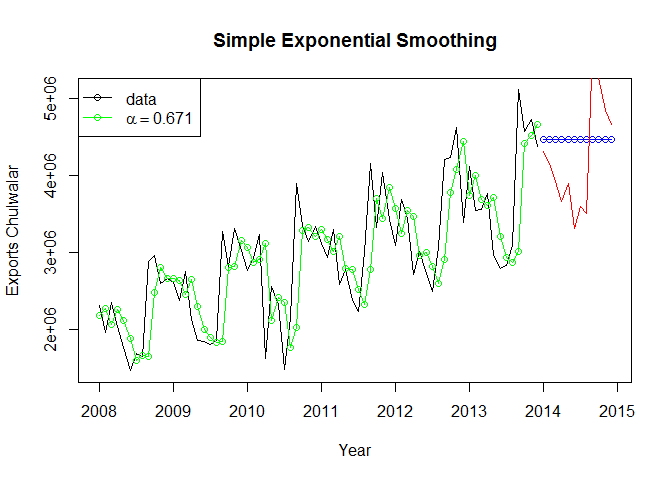 Simple Exponential Smoothing
data
α = 0.671
Exports Chulwalar
5e+06
4e+06
3e+06
2e+06
2008 2009 2010 2011 2012 2013 2014 2015
Year